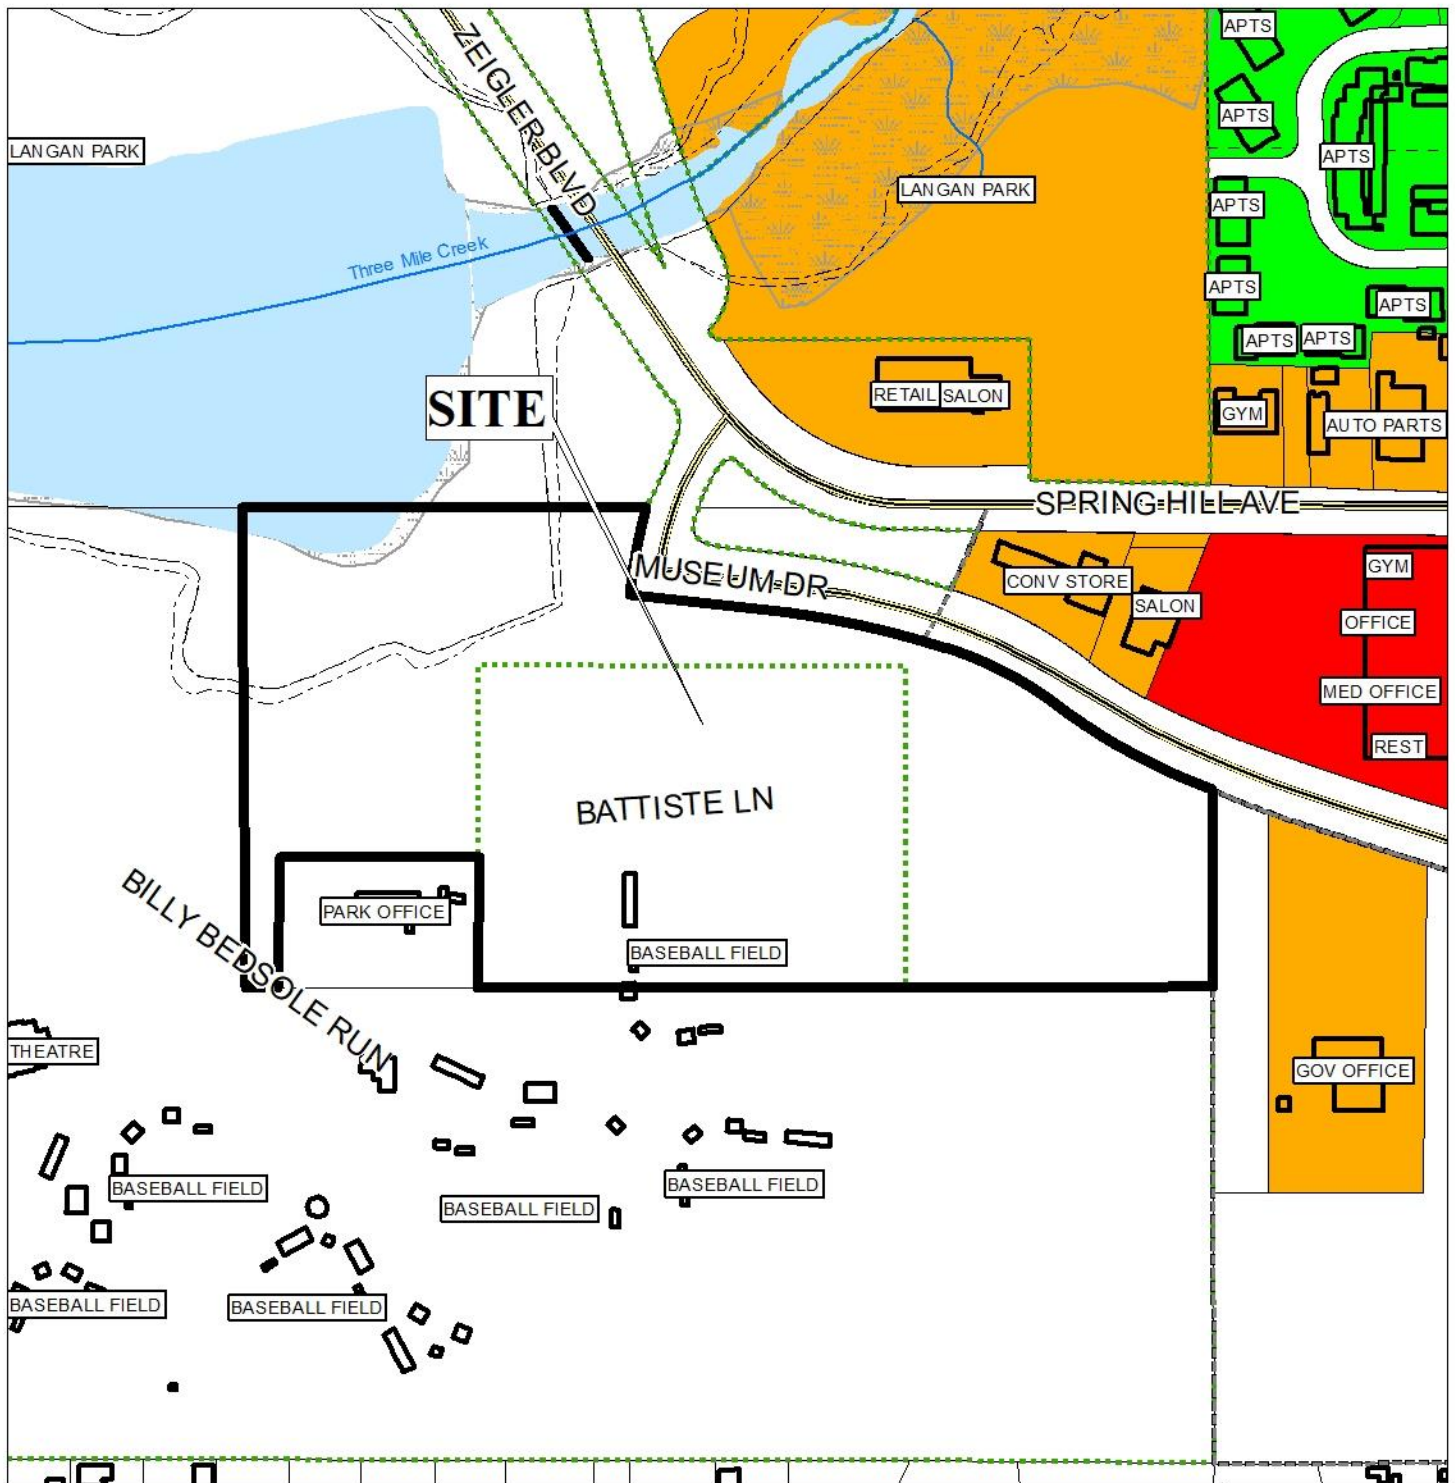 APTS
ZEIGLER BLVD
APTS
LANGAN PARK
APTS
LANGAN PARK
APTS
Three Mile Creek
APTS
APTS
APTS
APTS
RETAIL
SALON
SITE
GYM
AUTO PARTS
SPRING HILL AVE
MUSEUM DR
CONV STORE
GYM
SALON
OFFICE
MED OFFICE
REST
BATTISTE LN
BILLY BEDSOLE RUN
PARK OFFICE
BASEBALL FIELD
THEATRE
GOV OFFICE
BASEBALL FIELD
BASEBALL FIELD
BASEBALL FIELD
BASEBALL FIELD
BASEBALL FIELD